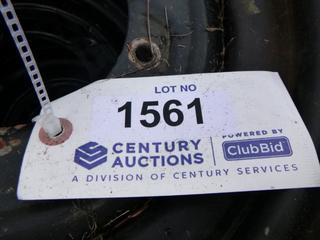 LOT NO
1561
CENTURY AUCTIONS
POWERED BY
ClubBid
A DIVISION OF CENTURY SERVICES